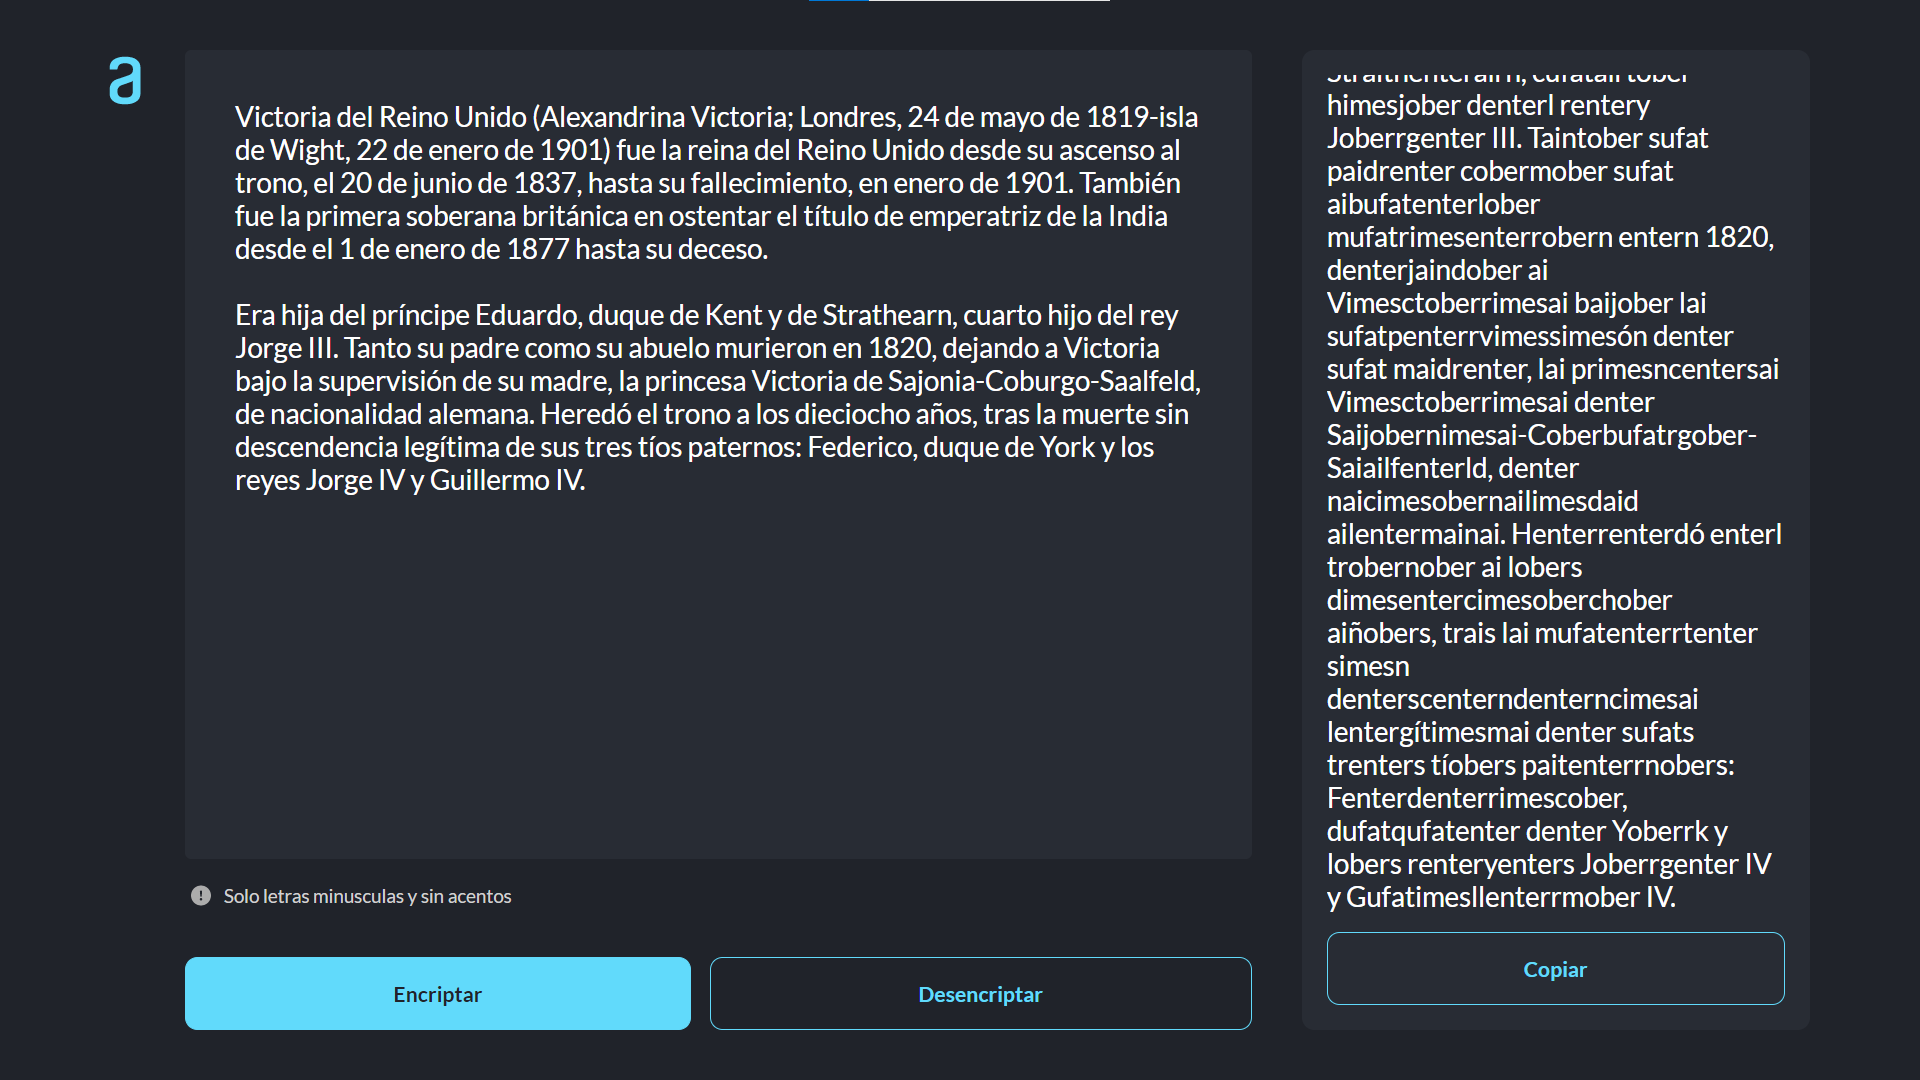 a
Victoria del Reino Unido (Alexandrina Victoria; Londres, 24 de mayo de 1819-isla
de Wight, 22 de enero de 1901) fue la reina del Reino Unido desde su ascenso al
trono, el 20 de junio de 1837, hasta su fallecimiento, en enero de 1901. También
fue la primera soberana británica en ostentar el título de emperatriz de la India
desde el 1 de enero de 1877 hasta su deceso.
Era hija del príncipe Eduardo, duque de Kent y de Strathearn, cuarto hijo del rey
Jorge III. Tanto su padre como su abuelo murieron en 1820, dejando a Victoria
bajo la supervisión de su madre, la princesa Victoria de Sajonia-Coburgo-Saalfeld,
de nacionalidad alemana. Heredó el trono a los dieciocho años, tras la muerte sin
descendencia legítima de sus tres tíos paternos: Federico, duque de York y los
reyes Jorge IV y Guillermo IV.
Solo letras minusculas y sin acentos
Encriptar
Desencriptar
himesjober denterl rentery
Joberrgenter III. Taintober sufat
paidrenter cobermober sufat
aibufatenterlober
mufatrimesenterrobern entern 1820,
denterjaindober ai
Vimesctoberrimesai baijober lai
sufatpenterrvimessimesón denter
sufat maidrenter, lai primesncentersai
Vimesctoberrimesai denter
Saijobernimesai-Coberbufatrgober-
Saiailfenterld, denter
naicimesobernailimesdaid
ailentermainai. Henterrenterdó enterl
trobernober ai lobers
dimesentercimesoberchober
aiñobers, trais lai mufatenterrtenter
simesn
denterscenterndenterncimesai
lentergítimesmai denter sufats
trenters tíobers paitenterrnobers:
Fenterdenterrimescober,
dufatqufatenter denter Yoberrk y
lobers renteryenters Joberrgenter IV
y Gufatimesllenterrmober IV.
Copiar